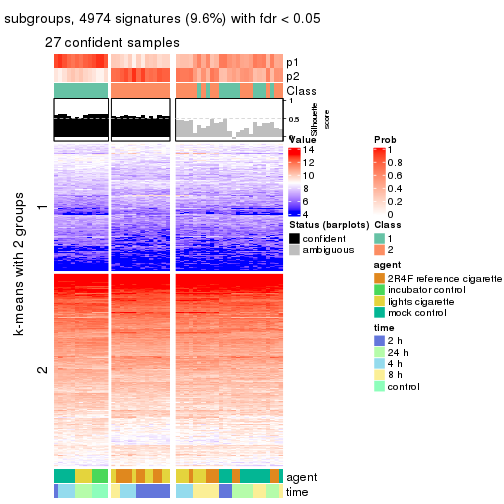 subgroups, 4974 signatures (9.6%) with fdr < 0.05
27 confident samples
p1
p2
Class
1
0.5
0
Silhouette
score
k-means with 2 groups
1
2
agent
time
Value
14
12
10
8
6
4
Prob
1
0.8
0.6
0.4
0.2
0
Status (barplots)
confident
ambiguous
Class
1
2
agent
2R4F reference cigarette
incubator control
lights cigarette
mock control
time
2 h
24 h
4 h
8 h
control